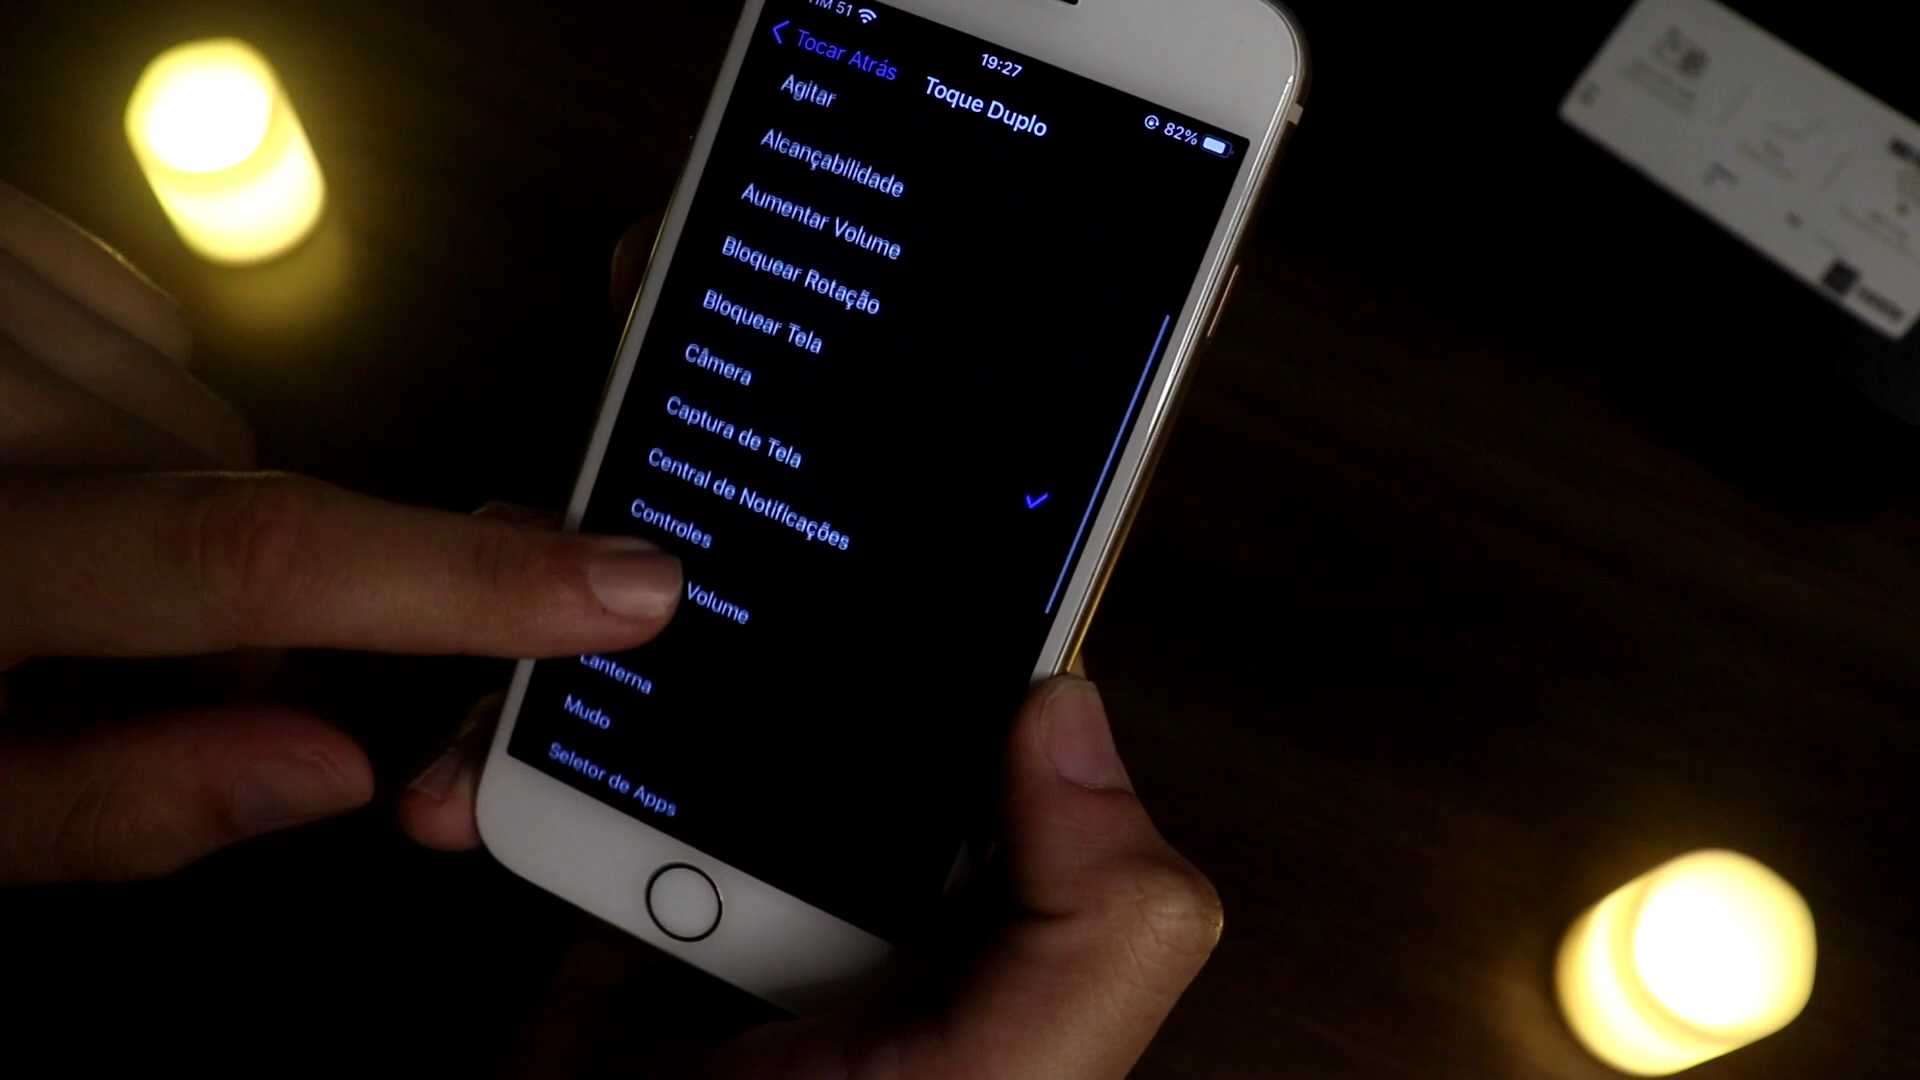 51
19:27
82%
Tocar Atrás
Toque Duplo
Agitar
Alcançabilidade
Aumentar Volume
Bloquear Rotação
Bloquear Tela
Câmera
Captura de Tela
Central de Notificações
Controles
Volume
Lanterna
Mudo
Seletor de Apps